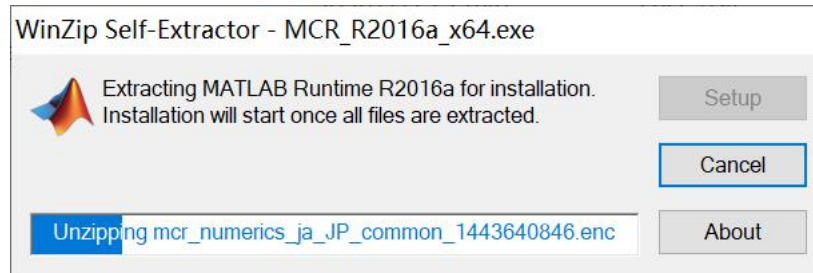 WinZip Self-Extractor - MCR_R2016a_x64.exe
Extracting MATLAB Runtime R2016a for installation.
Installation will start once all files are extracted.
Setup
Cancel
Unzipping mcr_numerics_ja_JP_common_1443640846.enc
About